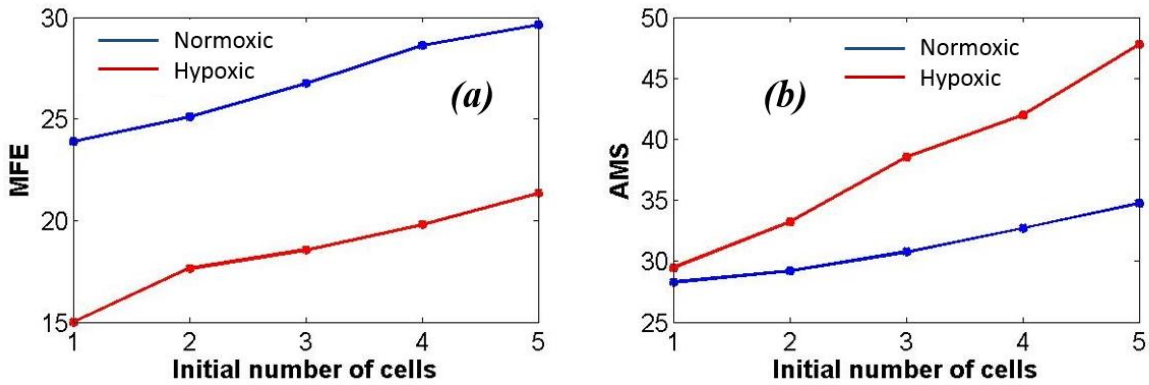 30
25
20
15
MFE
Normoxic
Hypoxic
(a)
1 2 3 4 5
Initial number of cells
50
45
40
35
30
25
AMS
Normoxic
Hypoxic
(b)
1 2 3 4 5
Initial number of cells